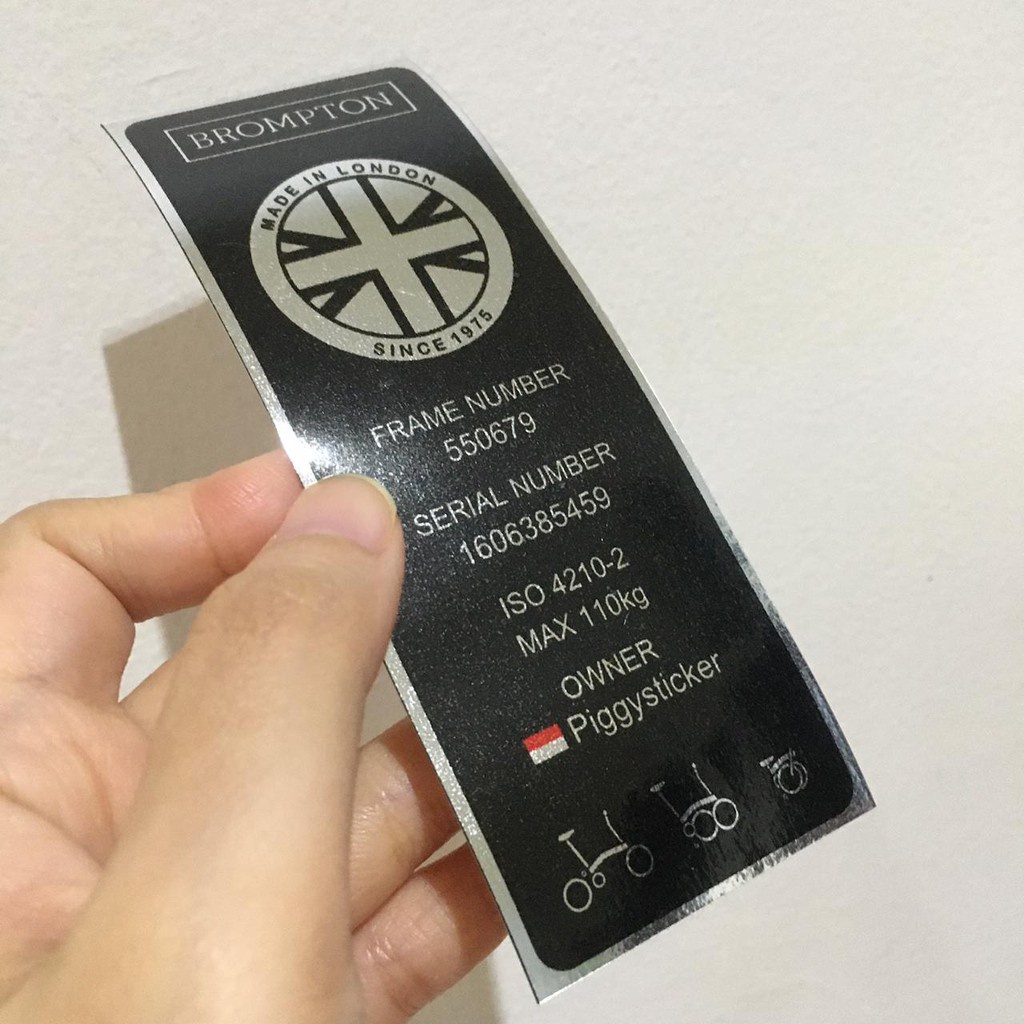 BROMPTON
MADE IN LONDON
SINCE 1975
FRAME NUMBER
550679
SERIAL NUMBER
1606385459
ISO 4210-2
MAX 110kg
OWNER
Piggysticker